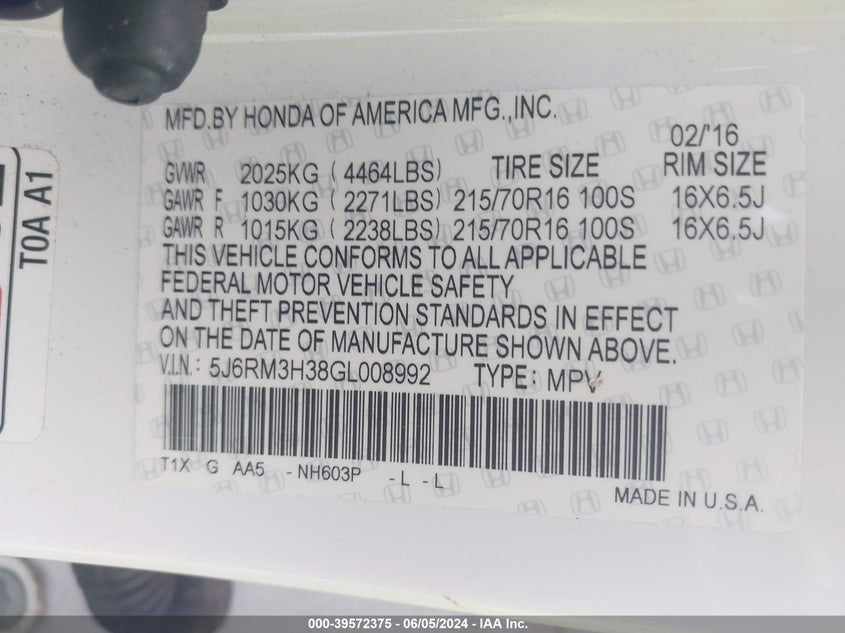 MFD.BY HONDA OF AMERICA MFG.,INC.
02/'16
GVWR 2025KG (4464LBS) TIRE SIZE RIM SIZE
GAWR F 1030KG (2271LBS) 215/70R16 100S 16X6.5J
GAWR R 1015KG (2238LBS) 215/70R16 100S 16X6.5J
THIS VEHICLE CONFORMS TO ALL APPLICABLE
FEDERAL MOTOR VEHICLE SAFETY
AND THEFT PREVENTION STANDARDS IN EFFECT
ON THE DATE OF MANUFACTURE SHOWN ABOVE.
V.I.N.: 5J6RM3H38GL008992 TYPE: MPV
T1X G AA5 -NH603P -L -L
MADE IN U.S.A.
T0A A1
000-39572375 - 06/05/2024 - IAA Inc.